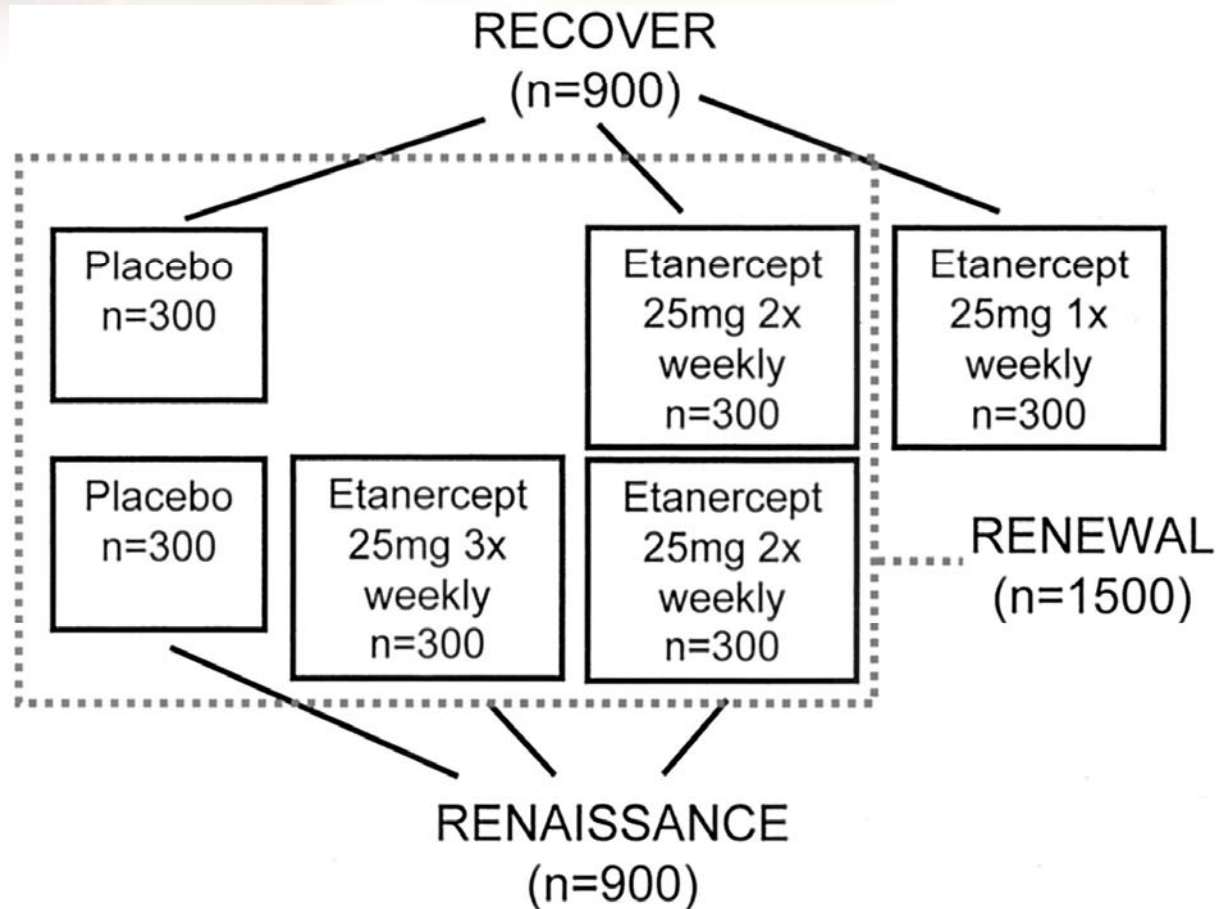 RECOVER
(n=900)
Placebo
n=300
Etanercept
25mg 2x
weekly
n=300
Etanercept
25mg 1x
weekly
n=300
Placebo
n=300
Etanercept
25mg 3x
weekly
n=300
Etanercept
25mg 2x
weekly
n=300
RENEWAL
(n=1500)
RENAISSANCE
(n=900)